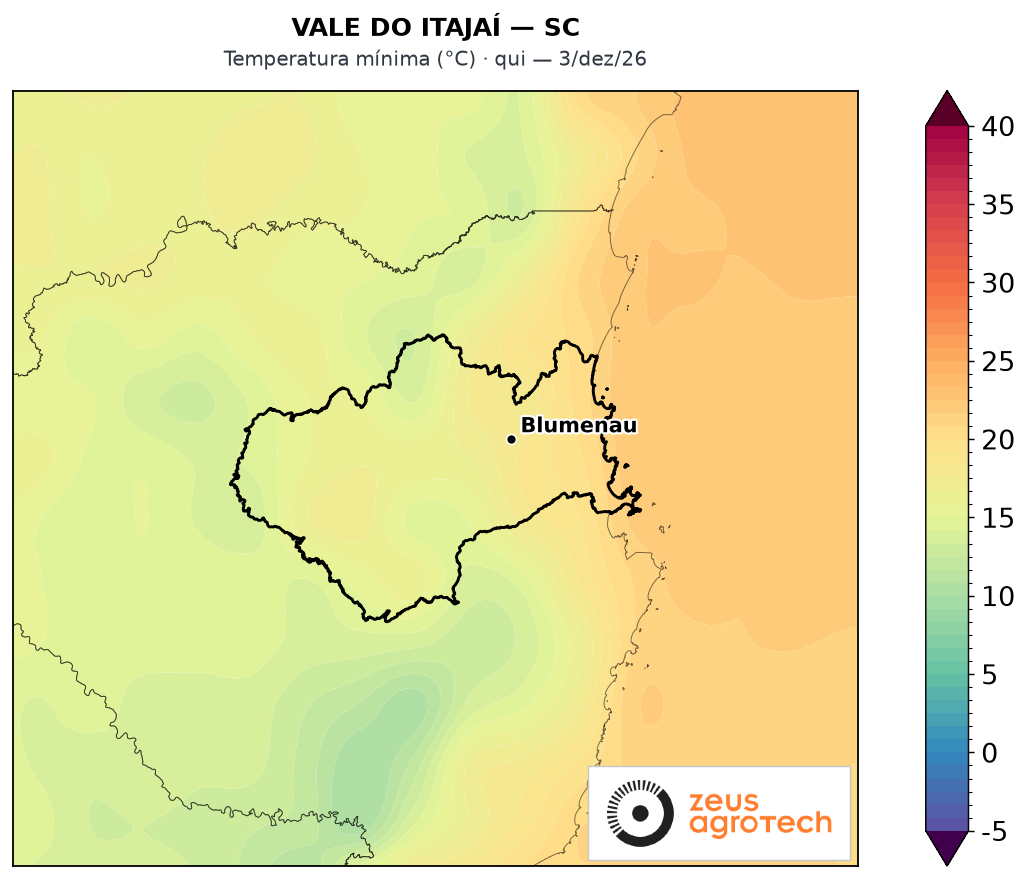 VALE DO ITAJAÍ — SC
Temperatura mínima (°C) · qui — 3/dez/26
Blumenau
40
35
30
25
20
15
10
5
0
-5
zeus
agrotech